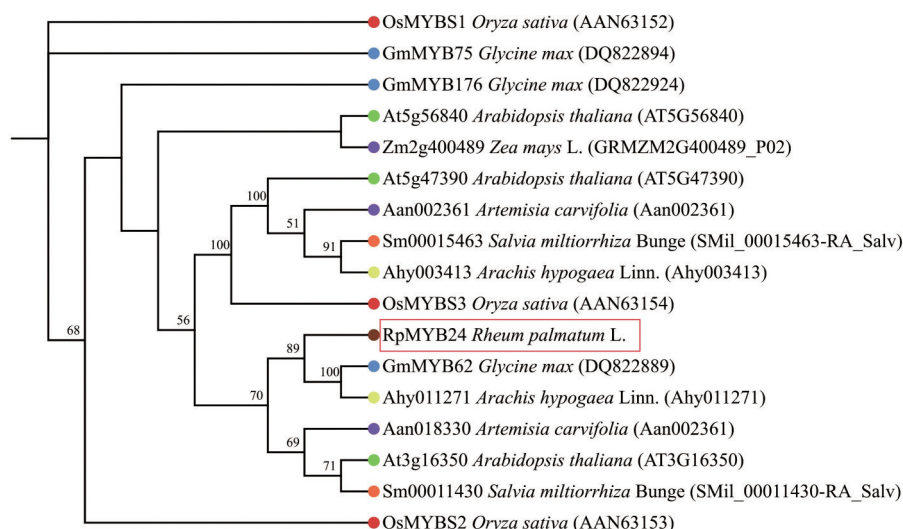 OsMYBS1 Oryza sativa (AAN63152)
GmMYB75 Glycine max (DQ822894)
GmMYB176 Glycine max (DQ822924)
At5g56840 Arabidopsis thaliana (AT5G56840)
Zm2g400489 Zea mays L. (GRMZM2G400489_P02)
At5g47390 Arabidopsis thaliana (AT5G47390)
100
Aan002361 Artemisia carvifolia (Aan002361)
51
Sm00015463 Salvia miltiorrhiza Bunge (SMil_00015463-RA_Salv)
100
91
Ahy003413 Arachis hypogaea Linn. (Ahy003413)
OsMYBS3 Oryza sativa (AAN63154)
56
68
RpMYB24 Rheum palmatum L.
89
GmMYB62 Glycine max (DQ822889)
100
Ahy011271 Arachis hypogaea Linn. (Ahy011271)
70
Aan018330 Artemisia carvifolia (Aan002361)
69
At3g16350 Arabidopsis thaliana (AT3G16350)
71
Sm00011430 Salvia miltiorrhiza Bunge (SMil_00011430-RA_Salv)
OsMYBS2 Oryza sativa (AAN63153)